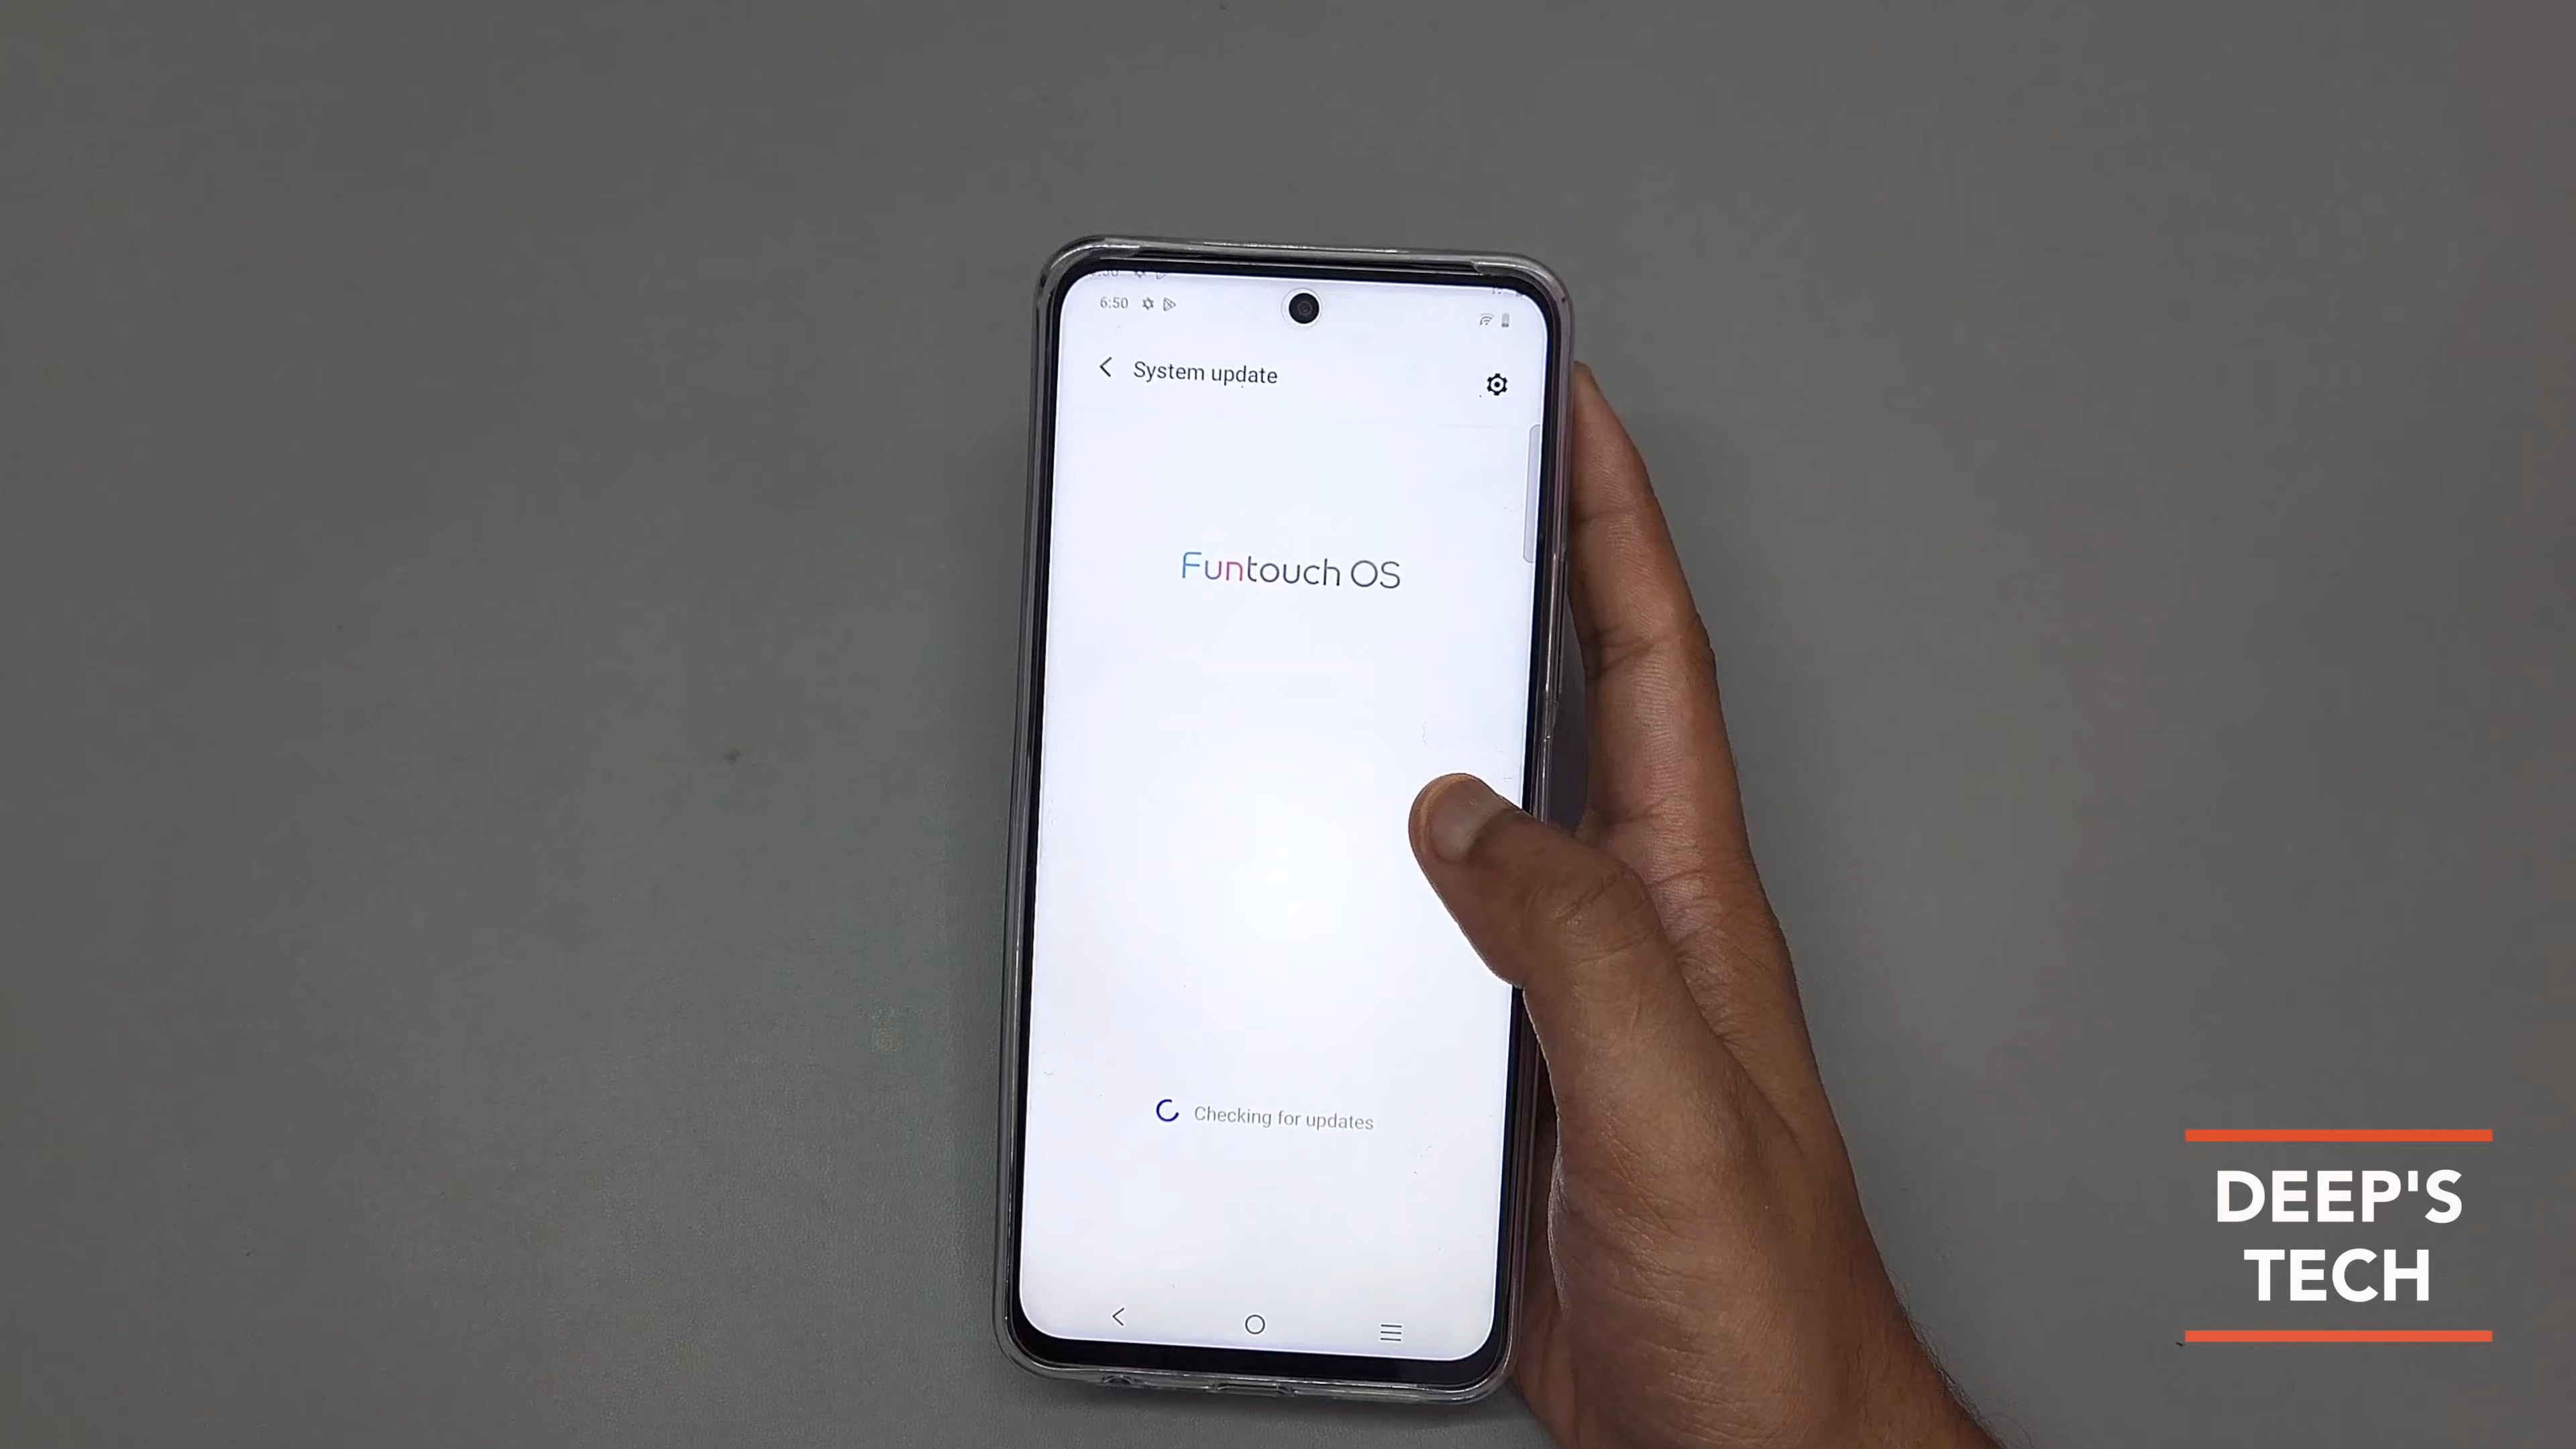 6:50
System update
Funtouch OS
Checking for updates
DEEP'S
TECH